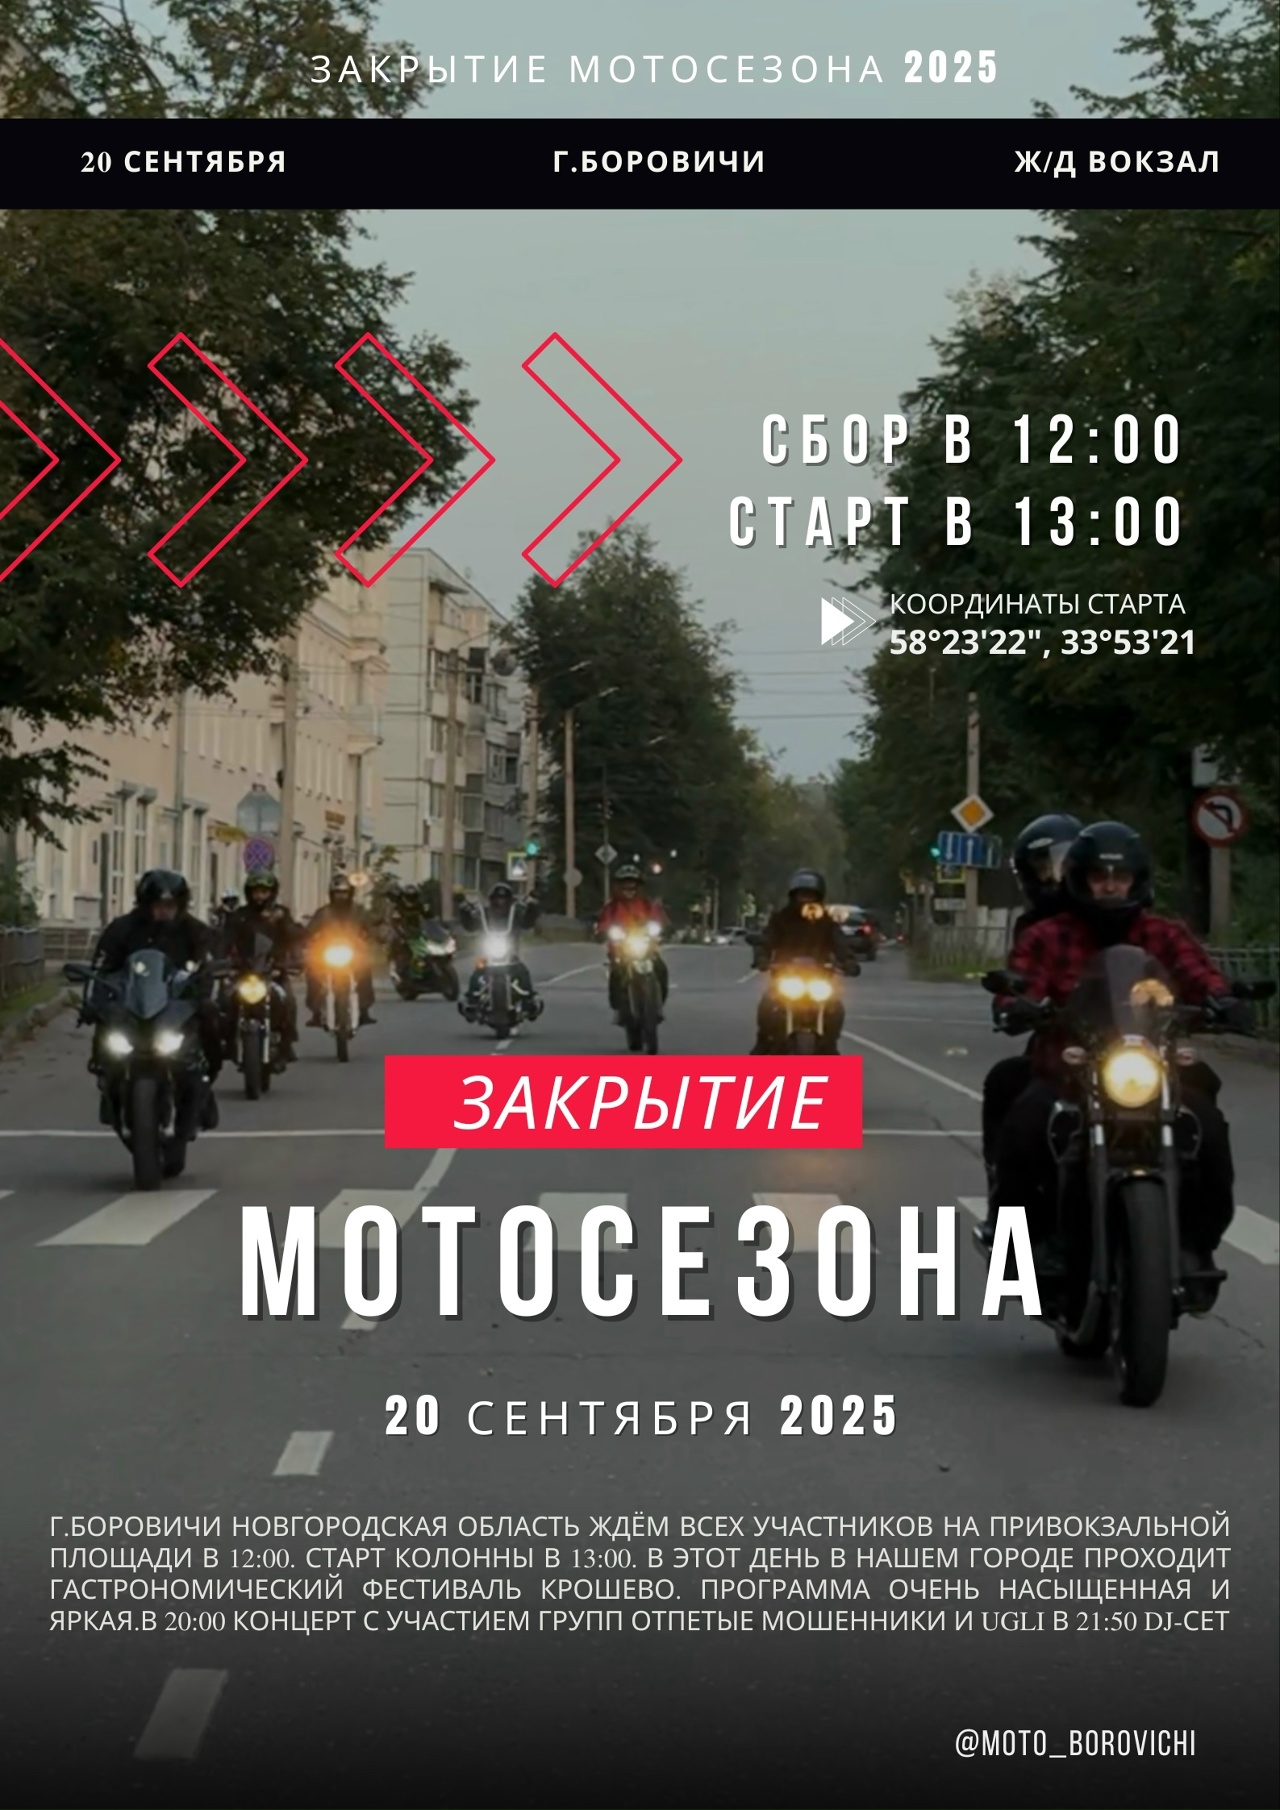 ЗАКРЫТИЕ МОТОСЕЗОНА 2025
20 СЕНТЯБРЯ
Г.БОРОВИЧИ
Ж/Д ВОКЗАЛ
СБОР В 12:00
СТАРТ В 13:00
КООРДИНАТЫ СТАРТА
58°23'22", 33°53'21
ЗАКРЫТИЕ
МОТОСЕЗОНА
20 СЕНТЯБРЯ 2025
Г.БОРОВИЧИ НОВГОРОДСКАЯ ОБЛАСТЬ ЖДЁМ ВСЕХ УЧАСТНИКОВ НА ПРИВОКЗАЛЬНОЙ
ПЛОЩАДИ В 12:00. СТАРТ КОЛОННЫ В 13:00. В ЭТОТ ДЕНЬ В НАШЕМ ГОРОДЕ ПРОХОДИТ
ГАСТРОНОМИЧЕСКИЙ ФЕСТИВАЛЬ КРОШЕВО. ПРОГРАММА ОЧЕНЬ НАСЫЩЕННАЯ И
ЯРКАЯ.В 20:00 КОНЦЕРТ С УЧАСТИЕМ ГРУПП ОТПЕТЫЕ МОШЕННИКИ И UGLI В 21:50 DJ-СЕТ
@MOTO_BOROVICHI